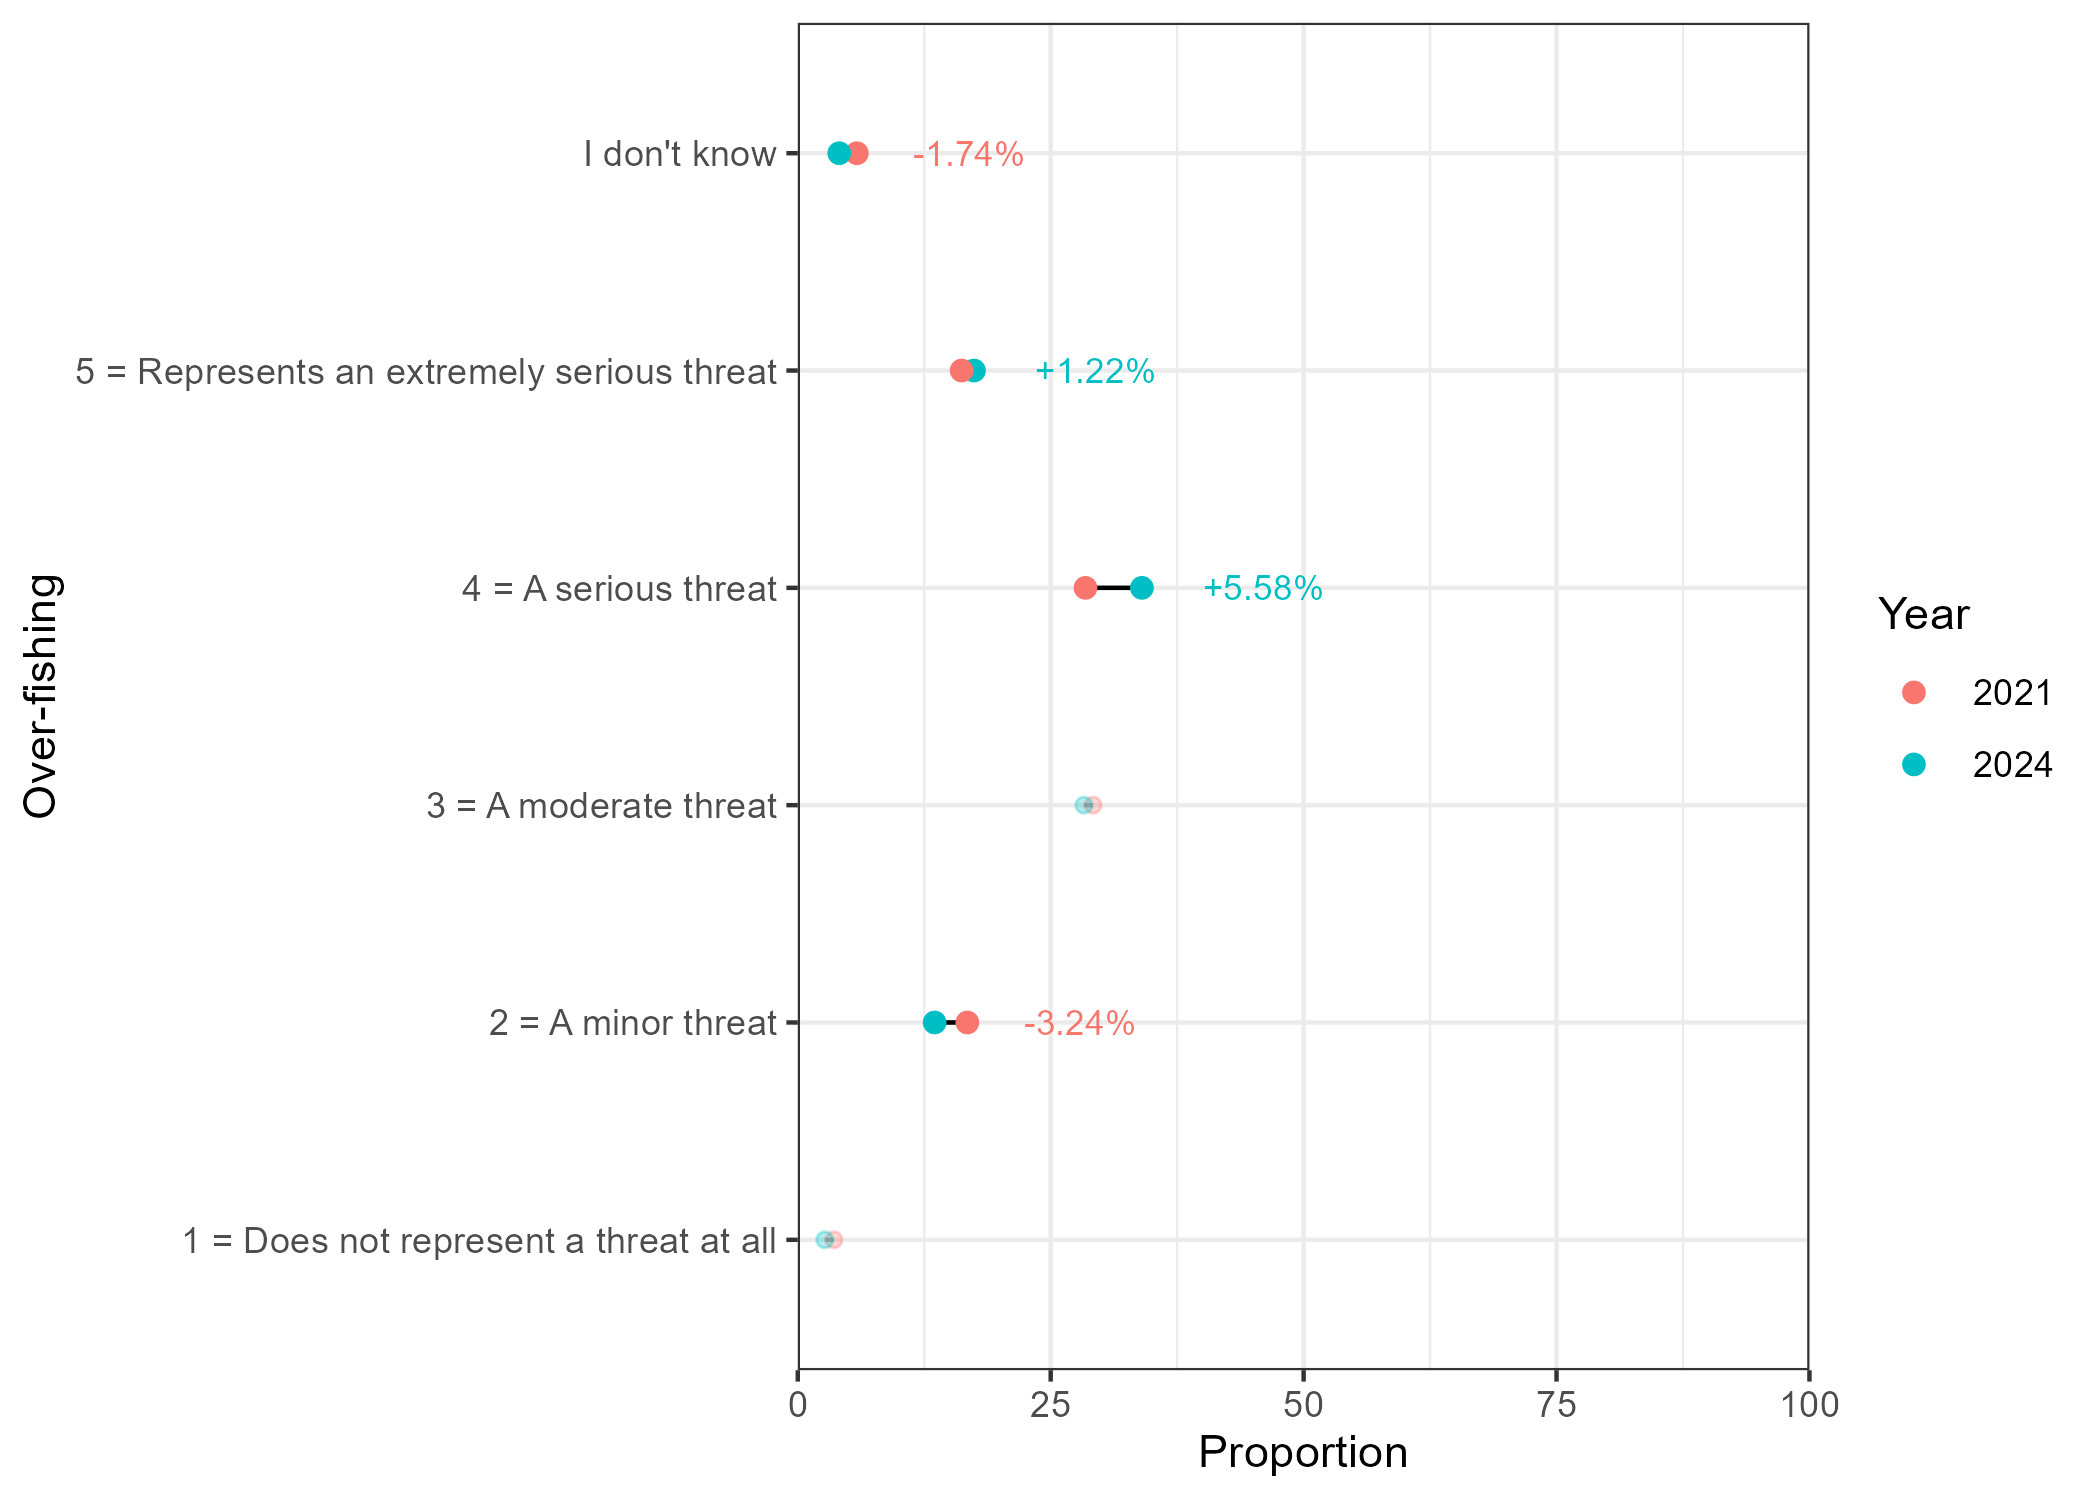 I don't know
-1.74%
5 = Represents an extremely serious threat
+1.22%
4 = A serious threat
+5.58%
3 = A moderate threat
2 = A minor threat
-3.24%
1 = Does not represent a threat at all
Over-fishing
0 25 50 75 100
Proportion
Year
2021
2024